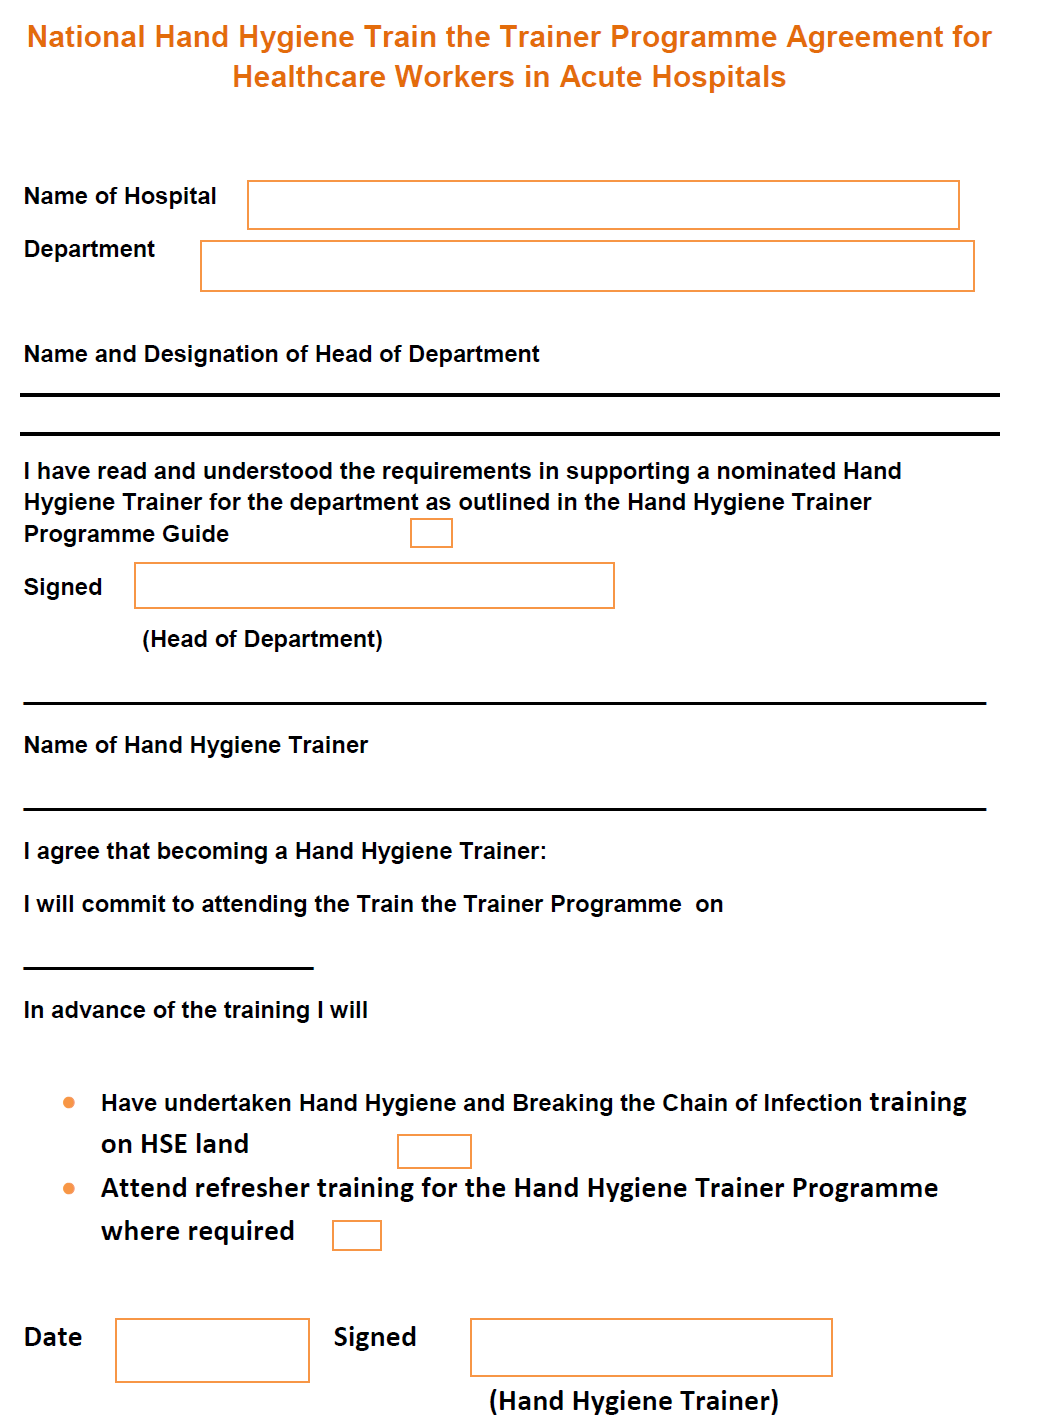 National Hand Hygiene Train the Trainer Programme Agreement for
Healthcare Workers in Acute Hospitals
Name of Hospital
Department
Name and Designation of Head of Department
I have read and understood the requirements in supporting a nominated Hand
Hygiene Trainer for the department as outlined in the Hand Hygiene Trainer
Programme Guide
Signed
(Head of Department)
Name of Hand Hygiene Trainer
I agree that becoming a Hand Hygiene Trainer:
I will commit to attending the Train the Trainer Programme on
In advance of the training I will
• Have undertaken Hand Hygiene and Breaking the Chain of Infection training
on HSE land
• Attend refresher training for the Hand Hygiene Trainer Programme
where required
Date Signed
(Hand Hygiene Trainer)